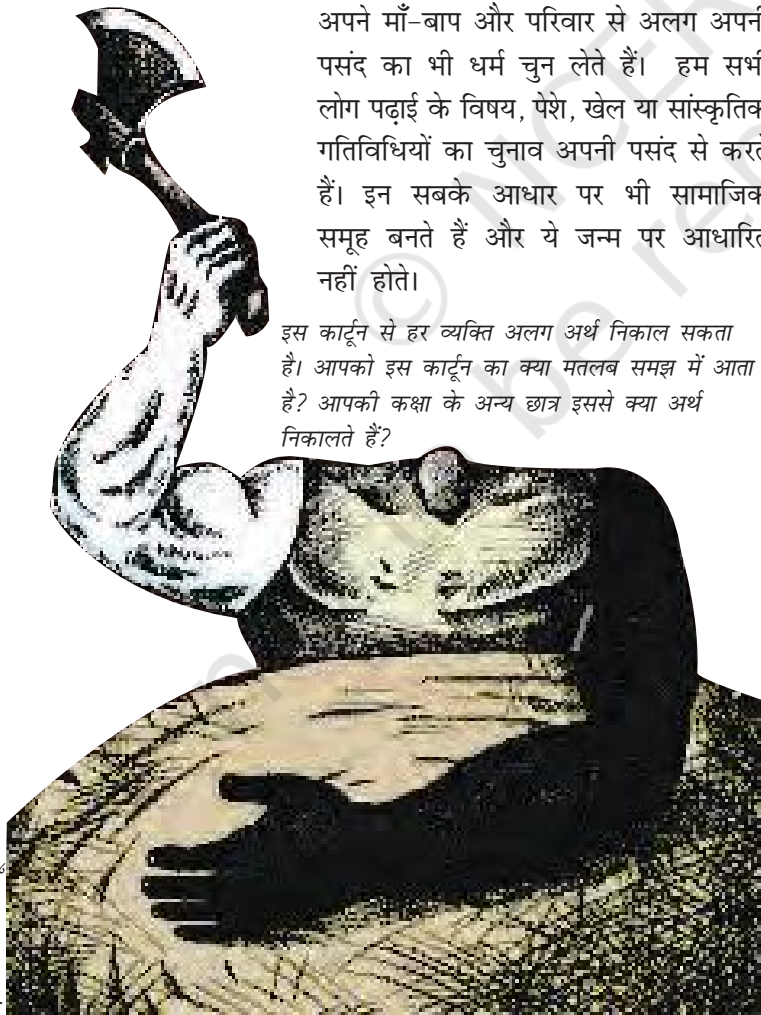 अपने माँ-बाप और परिवार से अलग अपनी
पसंद का भी धर्म चुन लेते हैं। हम सभी
लोग पढ़ाई के विषय, पेशे, खेल या सांस्कृतिक
गतिविधियों का चुनाव अपनी पसंद से करते
हैं। इन सबके आधार पर भी सामाजिक
समूह बनते हैं और ये जन्म पर आधारित
नहीं होते।
इस कार्टून से हर व्यक्ति अलग अर्थ निकाल सकता
है। आपको इस कार्टून का क्या मतलब समझ में आता
है? आपकी कक्षा के अन्य छात्र इससे क्या अर्थ
निकालते हैं?